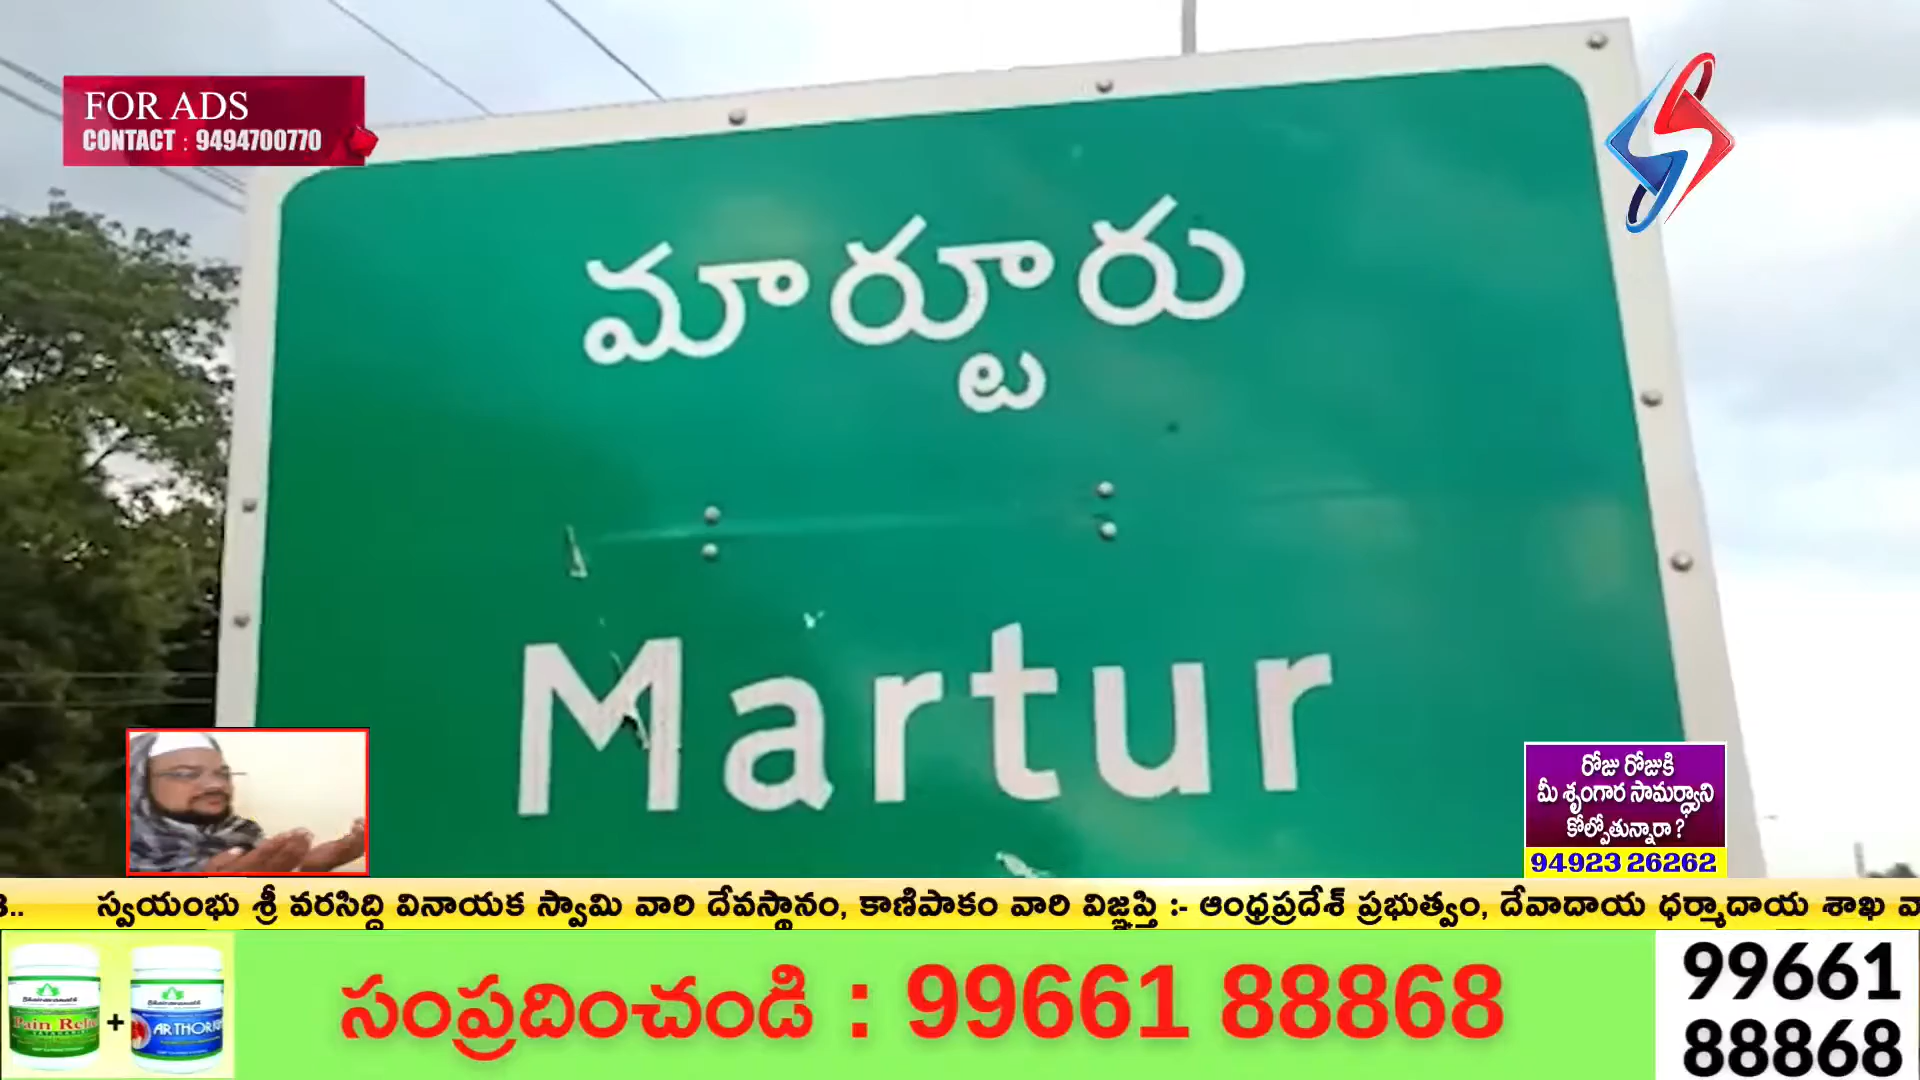 FOR ADS
CONTACT : 9494700770
మార్టూరు
Martur
రోజు రోజుకి
మీ శృంగార సామర్ధ్యాని
కోల్పోతున్నారా ?
94923 26262
స్వయంభు శ్రీ వరసిద్ది వినాయక స్వామి వారి దేవస్థానం, కాణిపాకం వారి విజ్ఞప్తి :- ఆంధ్రప్రదేశ్ ప్రభుత్వం, దేవాదాయ ధర్మాదాయ శాఖ
Pain Relief
+
ARTHORIN
సంప్రదించండి : 99661 88868
99661
88868